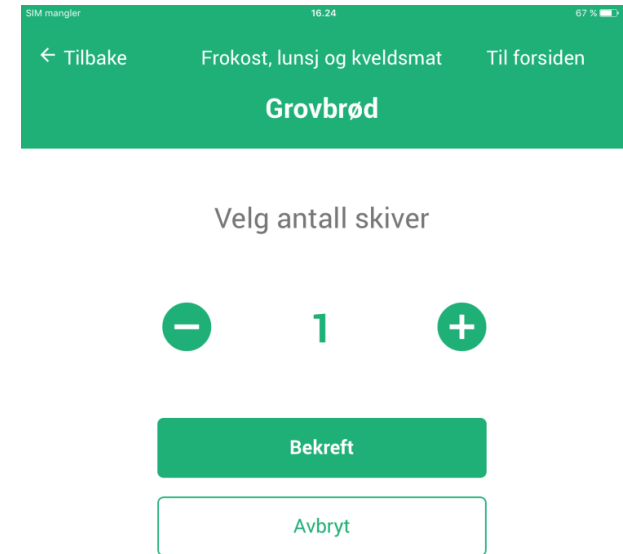 SIM mangler 16.24 67 %
← Tilbake Frokost, lunsj og kveldsmat Til forsiden
Grovbrød
Velg antall skiver
− 1 +
Bekreft
Avbryt